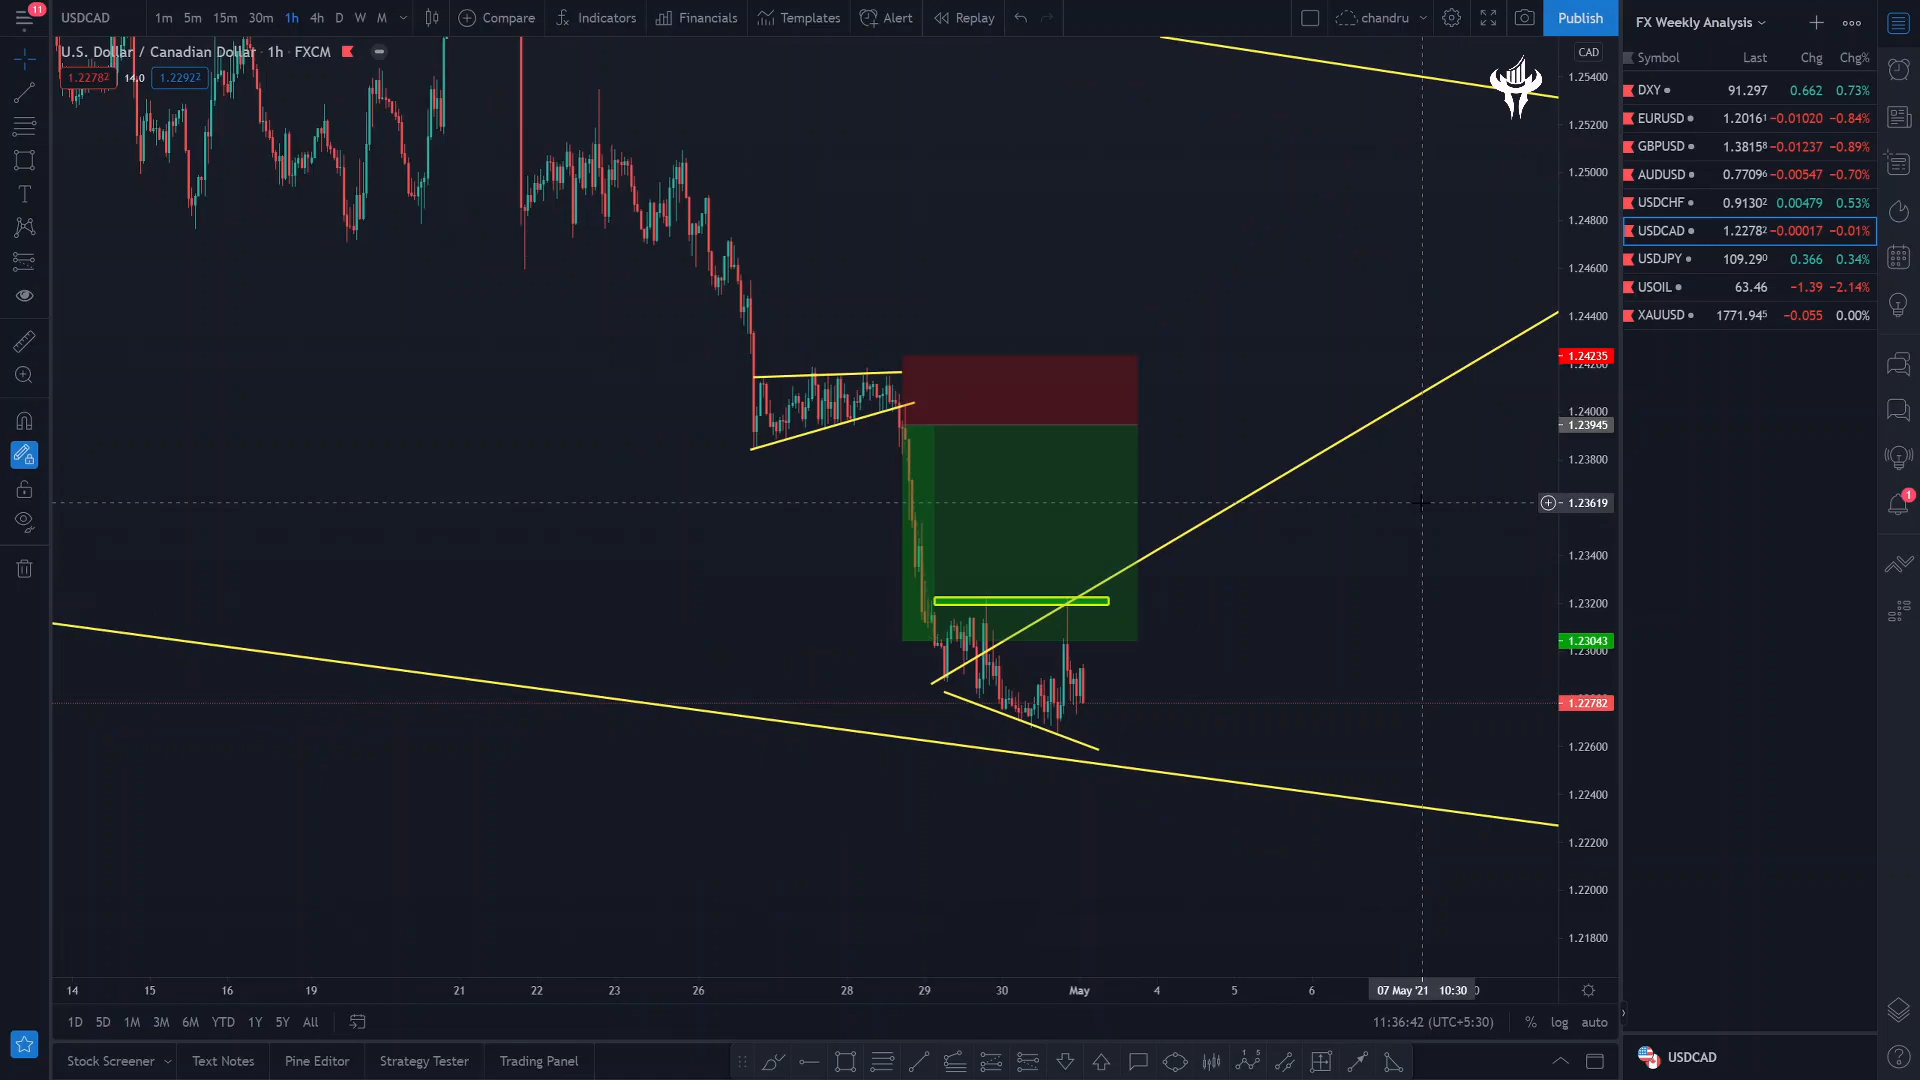 11
USDCAD 1m 5m 15m 30m 1h 4h D W M Compare Indicators Financials Templates Alert Replay chandru Publish
U.S. Dollar / Canadian Dollar · 1h · FXCM
1.22782 14.0 1.22922
CAD
1.25400
1.25200
1.25000
1.24800
1.24600
1.24400
1.24235
1.24200
1.24000
1.23945
1.23800
1.23619
1.23400
1.23200
1.23043
1.23000
1.22782
1.22600
1.22400
1.22200
1.22000
1.21800
14 15 16 19 21 22 23 26 28 29 30 May 4 5 6 07 May '21 10:30
1D 5D 1M 3M 6M YTD 1Y 5Y All
11:36:42 (UTC+5:30) % log auto
Stock Screener Text Notes Pine Editor Strategy Tester Trading Panel
FX Weekly Analysis
Symbol Last Chg Chg%
DXY 91.297 0.662 0.73%
EURUSD 1.20161 −0.01020 −0.84%
GBPUSD 1.38158 −0.01237 −0.89%
AUDUSD 0.77096 −0.00547 −0.70%
USDCHF 0.91302 0.00479 0.53%
USDCAD 1.22782 −0.00017 −0.01%
USDJPY 109.290 0.366 0.34%
USOIL 63.46 −1.39 −2.14%
XAUUSD 1771.945 −0.055 0.00%
1
USDCAD